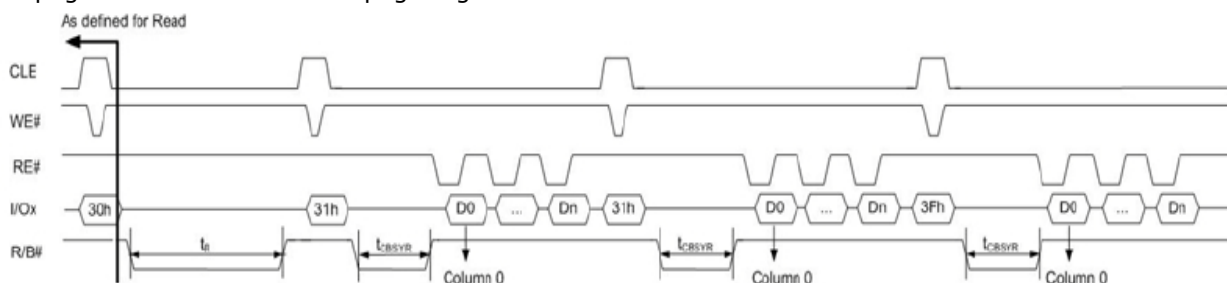 As defined for Read
CLE
WE#
RE#
I/Ox 30h 31h D0 ... Dn 31h D0 ... Dn 3Fh D0 ... Dn
R/B# tR tCBSYR tCBSYR tCBSYR
Column 0 Column 0 Column 0